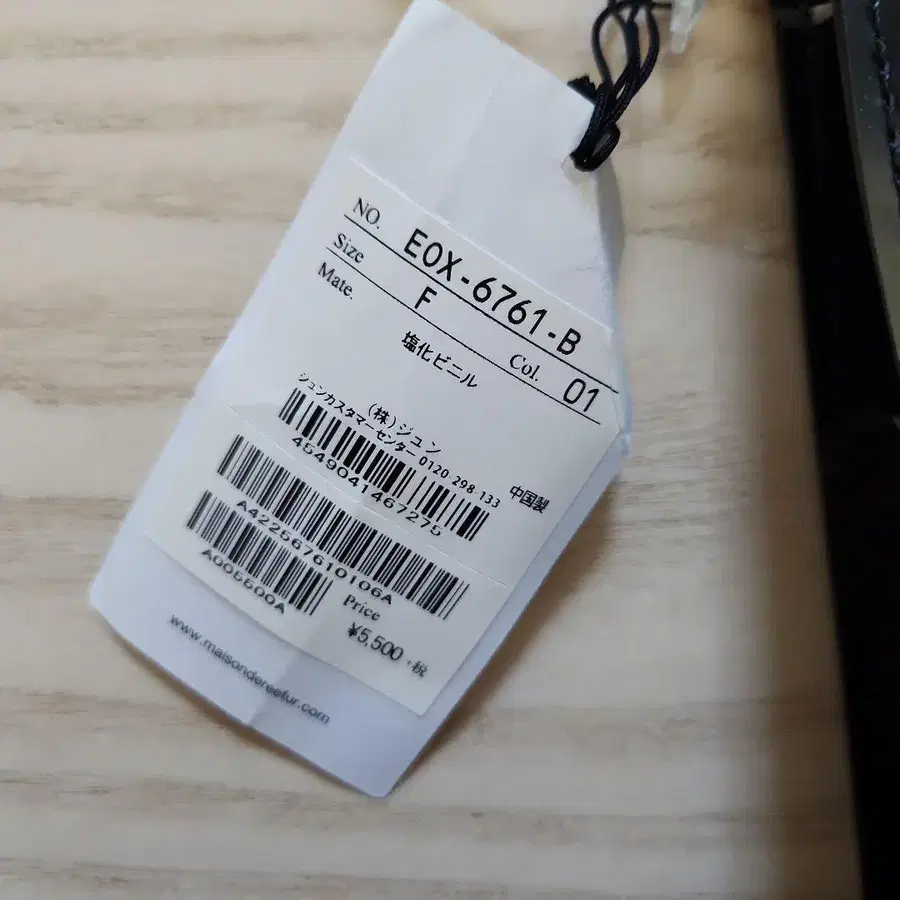 NO. EOX-6761-B
Size F Col. 01
Mate.
塩化ビニル
(株)ジュン
ジュンカスタマーセンター 0120-298-133
中国製
4549041467275
A422567610106A
A005500A
Price
¥5,500 +税
www.maisondereefur.com